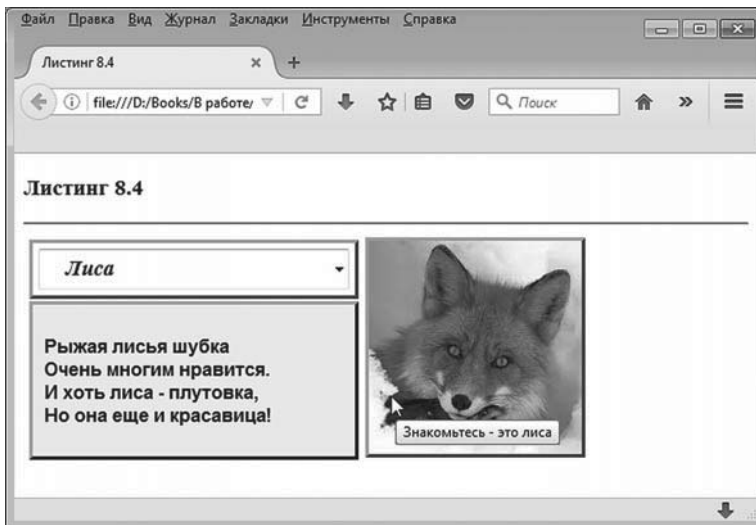 Файл Правка Вид Журнал Закладки Инструменты Справка
Листинг 8.4
file:///D:/Books/В работе/
Поиск
Листинг 8.4
Лиса
Рыжая лисья шубка
Очень многим нравится.
И хоть лиса - плутовка,
Но она еще и красавица!
Знакомьтесь - это лиса